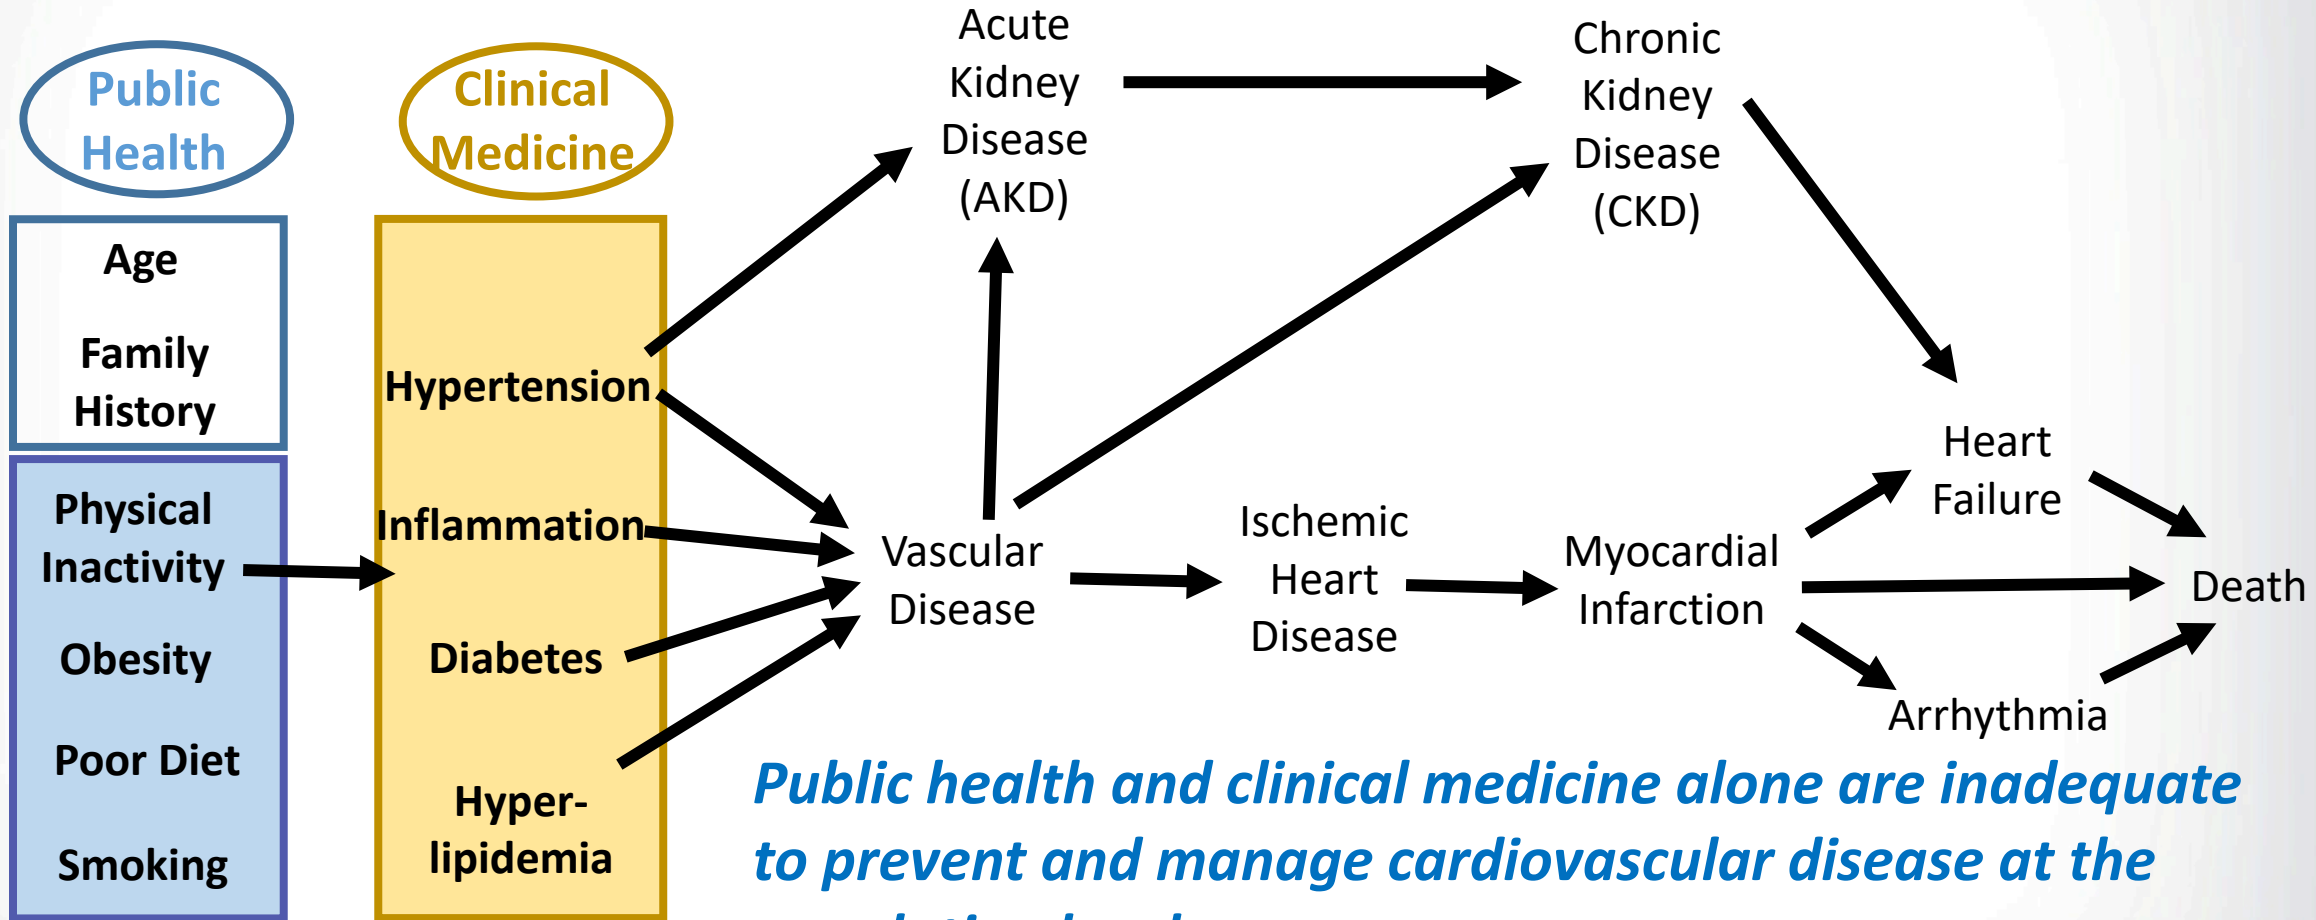 Public
Health
Age
Family
History
Physical
Inactivity
Obesity
Poor Diet
Smoking
Clinical
Medicine
Hypertension
Inflammation
Diabetes
Hyper-
lipidemia
Acute
Kidney
Disease
(AKD)
Chronic
Kidney
Disease
(CKD)
Vascular
Disease
Ischemic
Heart
Disease
Myocardial
Infarction
Heart
Failure
Death
Arrhythmia
Public health and clinical medicine alone are inadequate
to prevent and manage cardiovascular disease at the